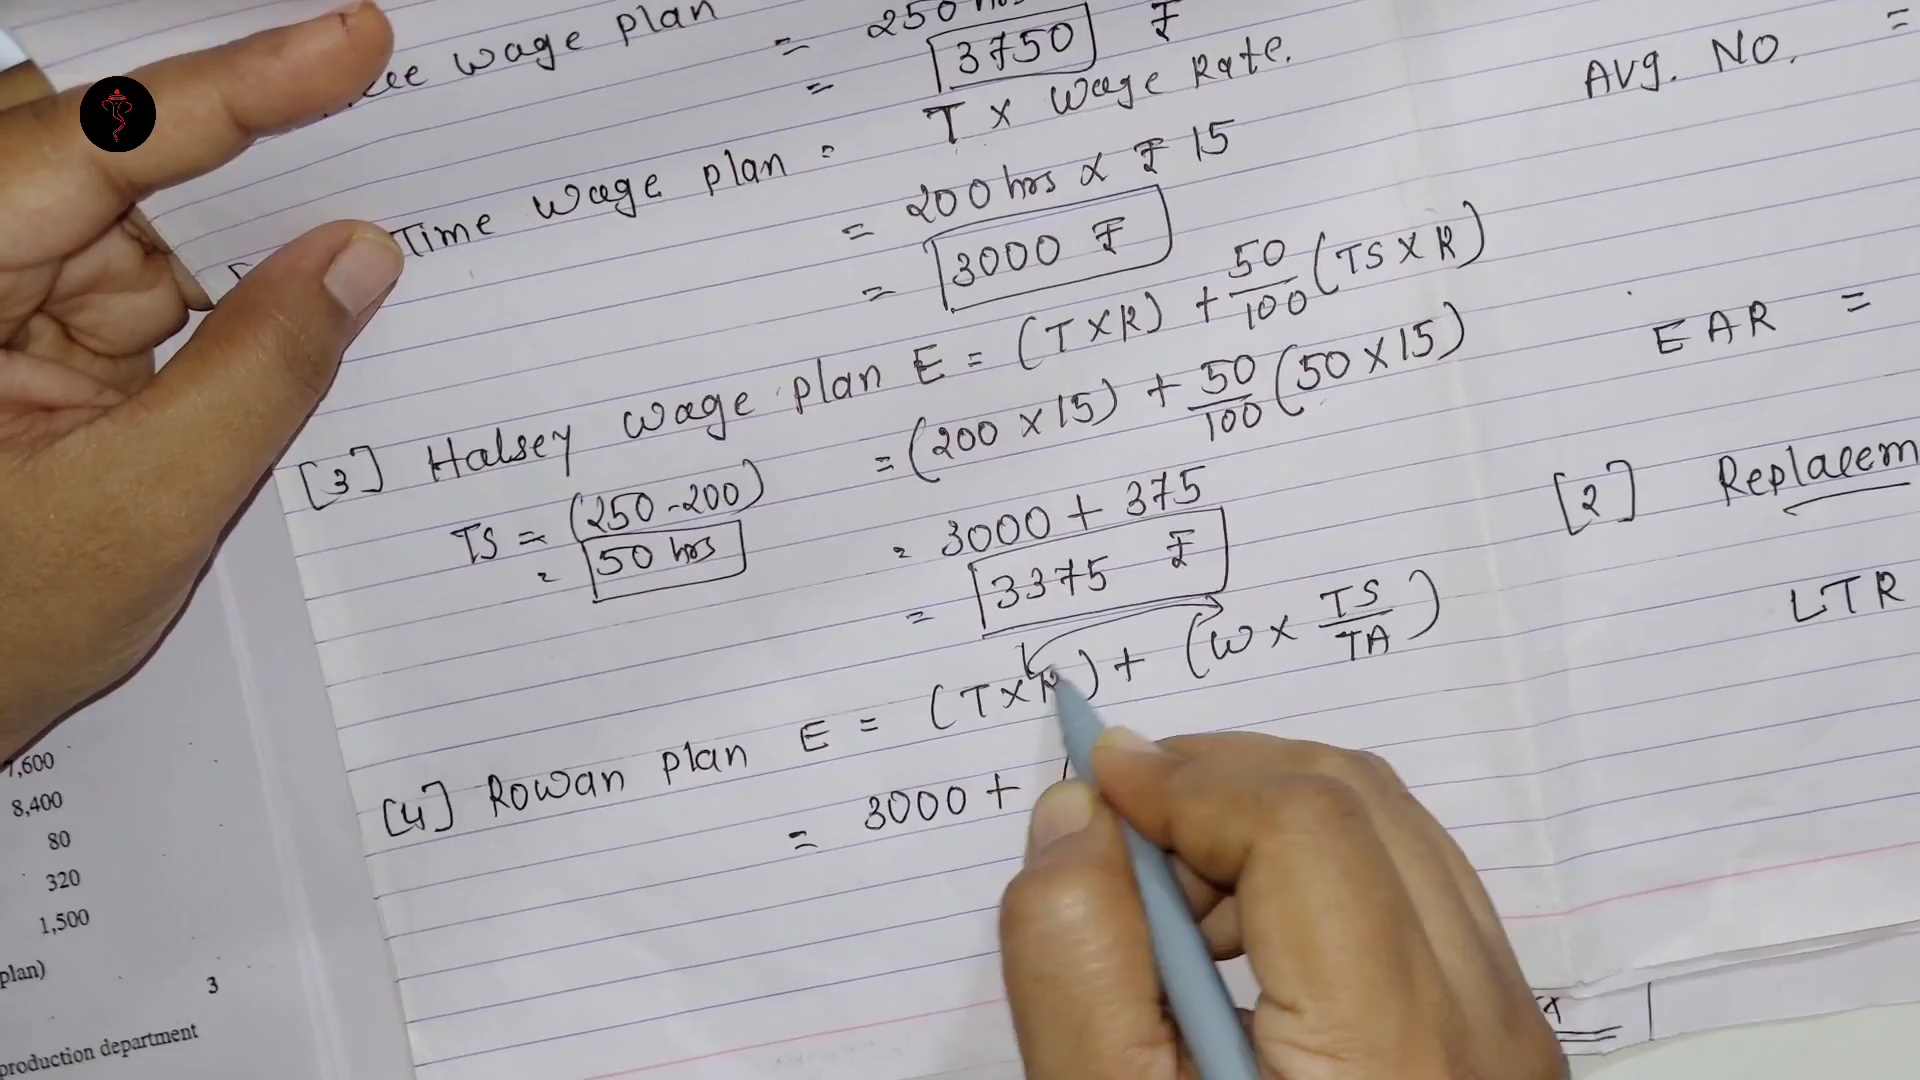 wage plan = 250 hrs
= 3750 ₹
Time wage plan = T × wage Rate.
= 200 hrs × ₹ 15
= 3000 ₹
[3] Halsey wage plan E = (T×R) + 50/100 (TS×R)
= (200 × 15) + 50/100 (50×15)
TS = (250-200)
= 50 hrs
= 3000 + 375
= 3375 ₹
[4] Rowan plan E = (T×R) + (W × TS/TA)
= 3000 +
Avg. NO. =
EAR =
[2] Replacem
LTR
7,600
8,400
80
320
1,500
plan)
3
production department